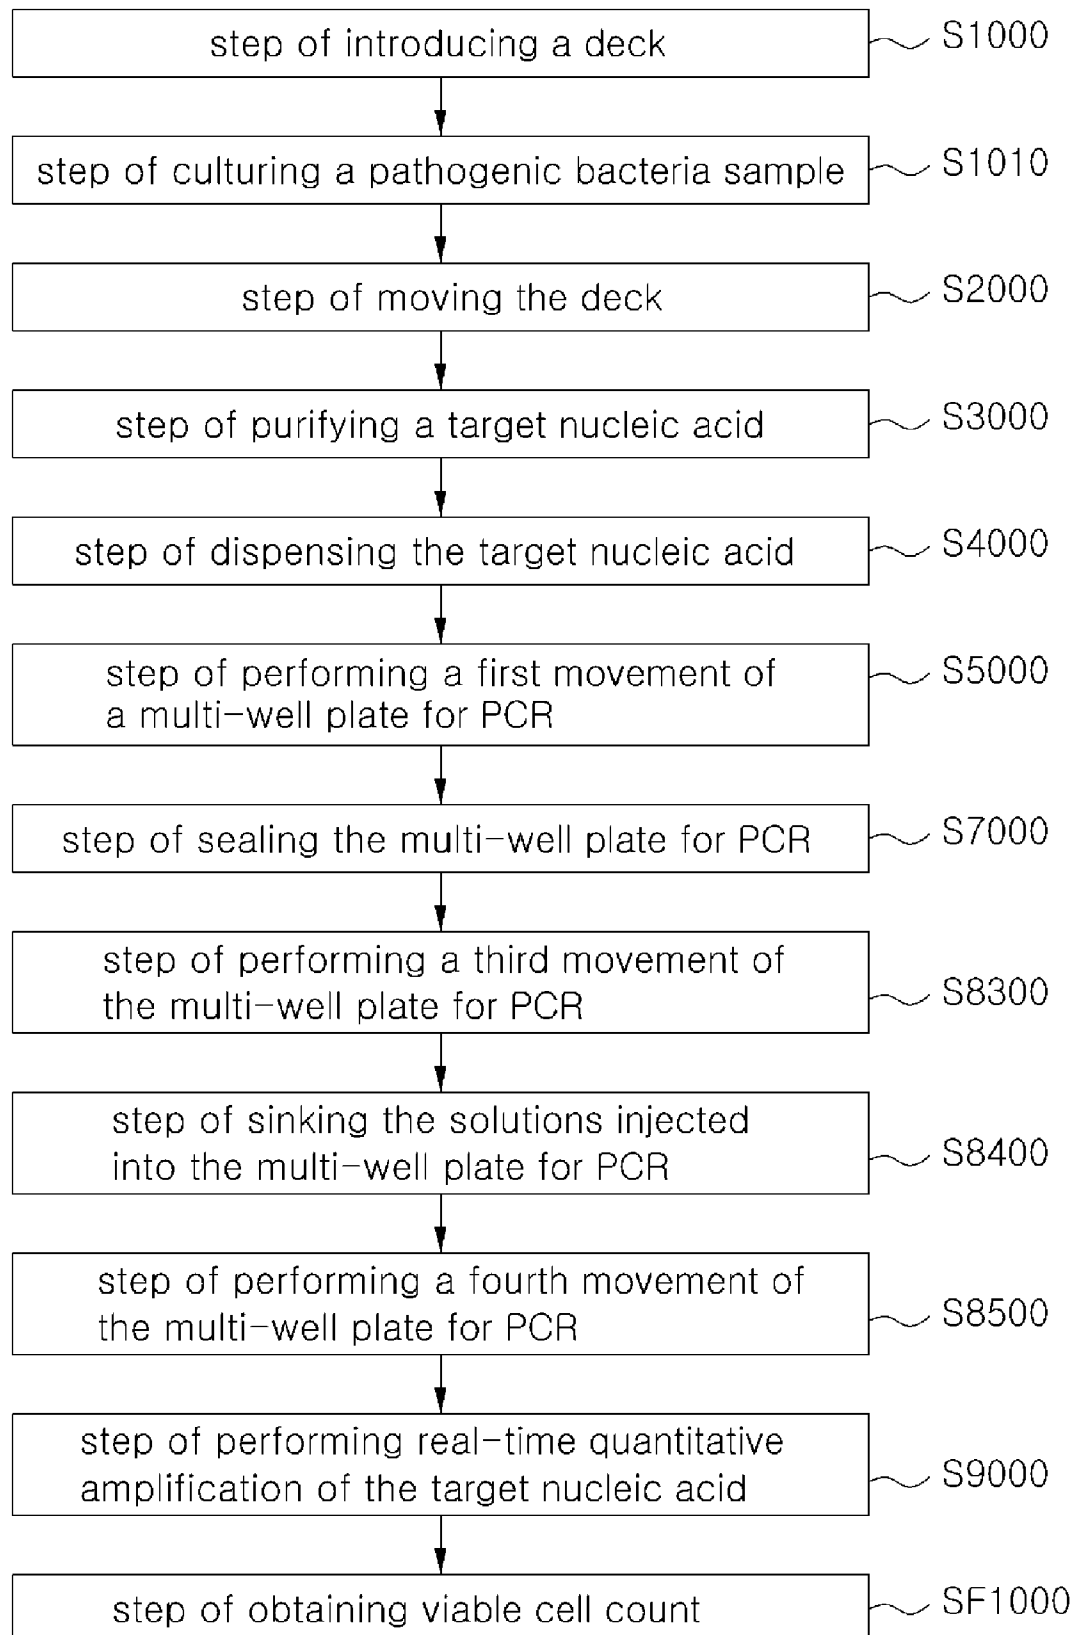 step of introducing a deck
S1000
step of culturing a pathogenic bacteria sample
S1010
step of moving the deck
S2000
step of purifying a target nucleic acid
S3000
step of dispensing the target nucleic acid
S4000
step of performing a first movement of
a multi-well plate for PCR
S5000
step of sealing the multi-well plate for PCR
S7000
step of performing a third movement of
the multi-well plate for PCR
S8300
step of sinking the solutions injected
into the multi-well plate for PCR
S8400
step of performing a fourth movement of
the multi-well plate for PCR
S8500
step of performing real-time quantitative
amplification of the target nucleic acid
S9000
step of obtaining viable cell count
SF1000